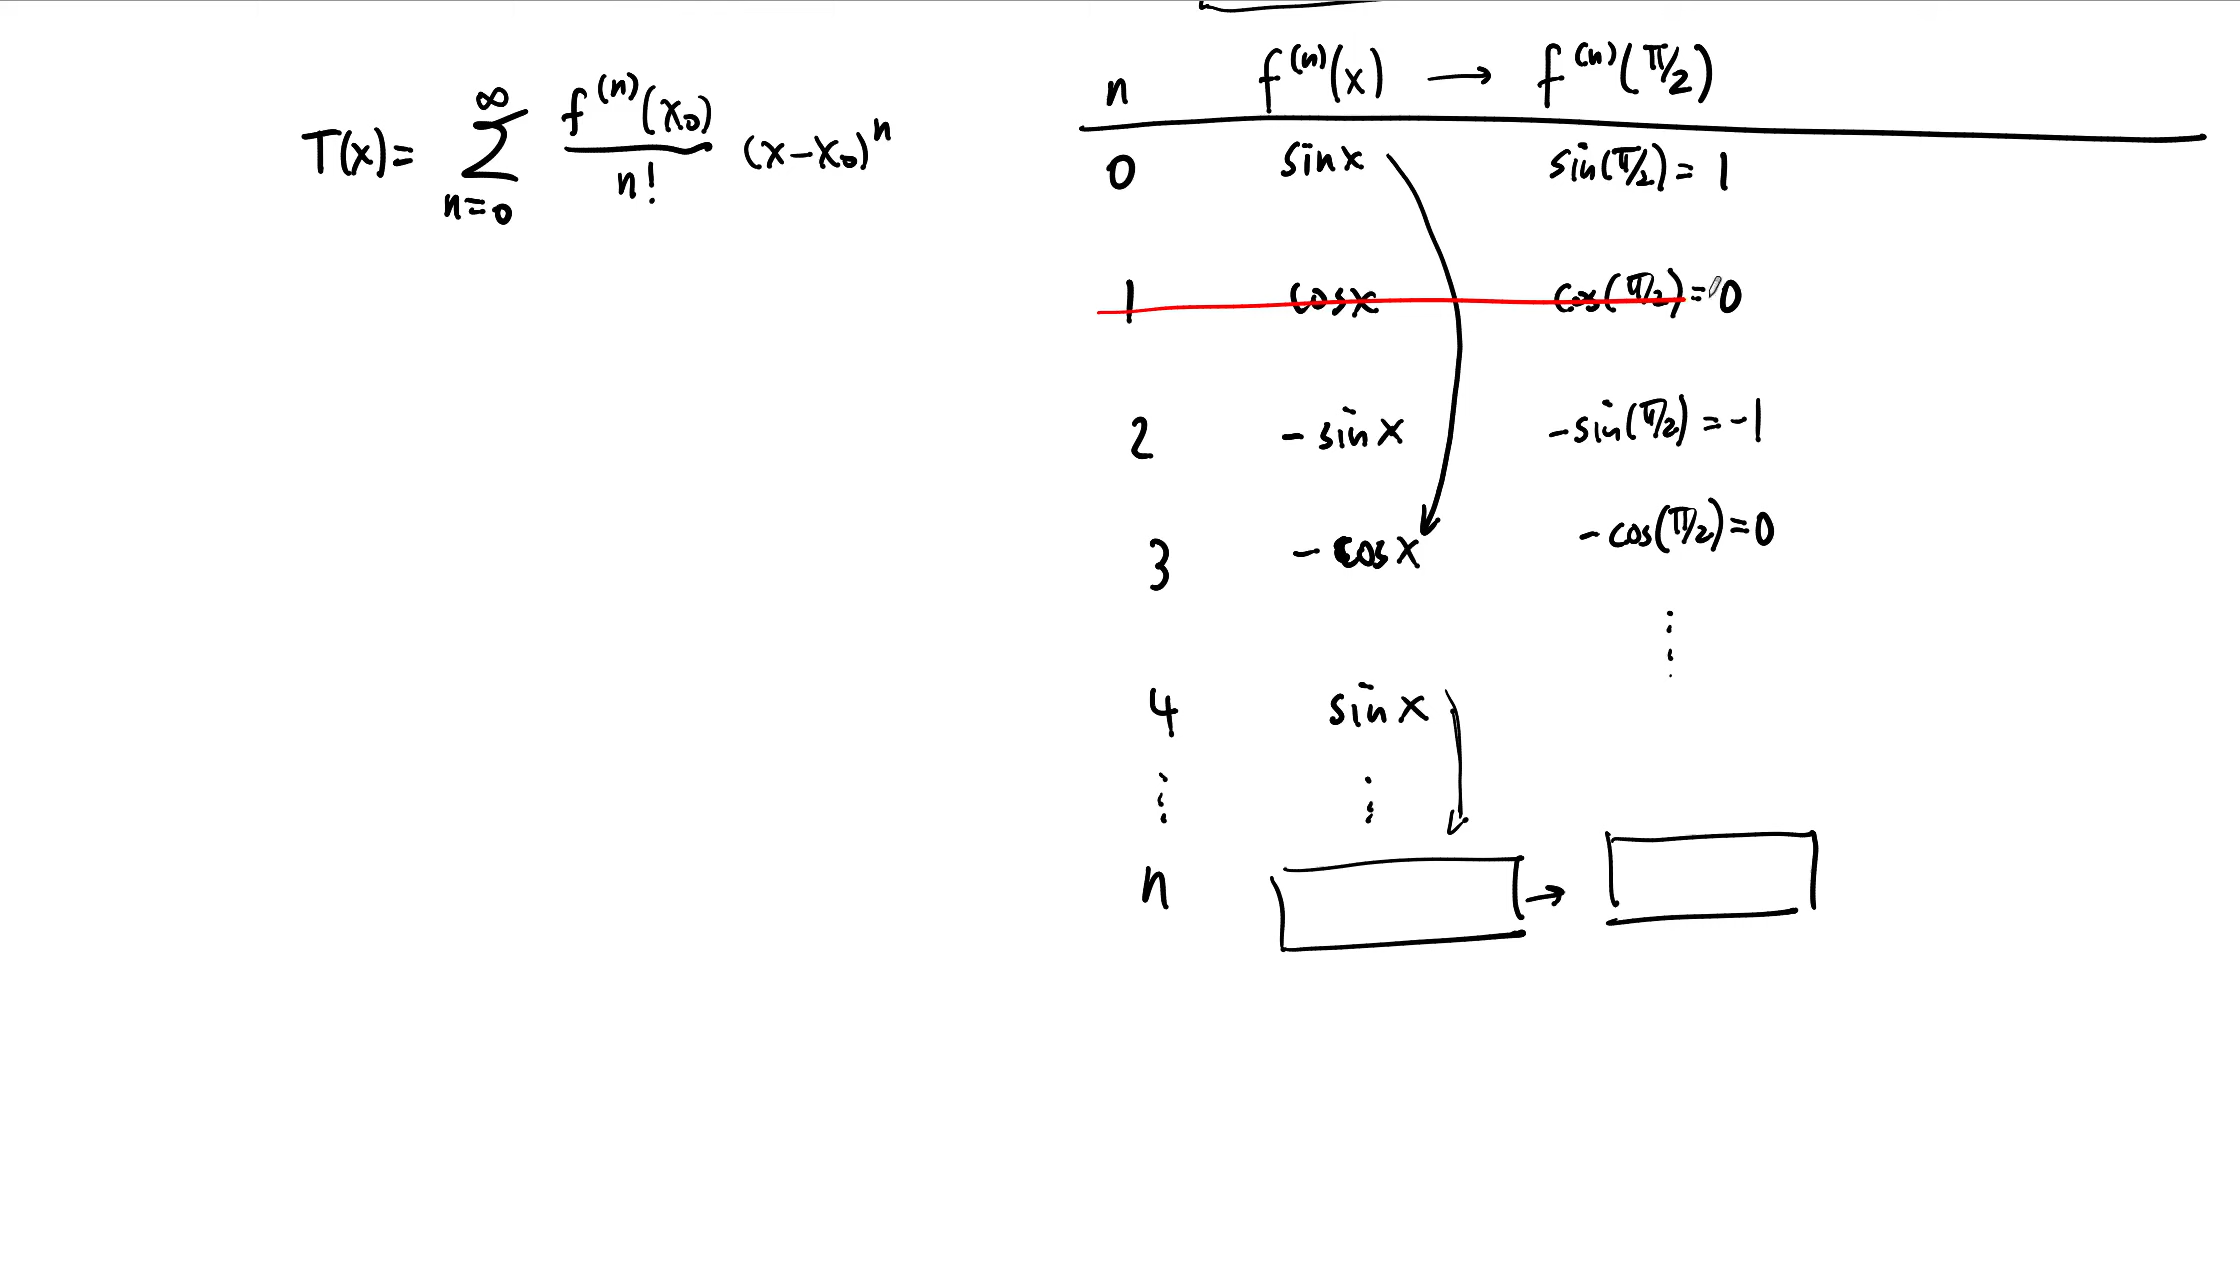 T(x) = ∞ Σ n=0 f^(n)(x₀) / n! (x-x₀)^n
n f^(n)(x) → f^(n)(π/2)
0 sin x sin(π/2) = 1
1 cos x cos(π/2) = 0
2 - sin x - sin(π/2) = -1
3 - cos x - cos(π/2) = 0
4 sin x
⋮ ⋮ ⋮
n →